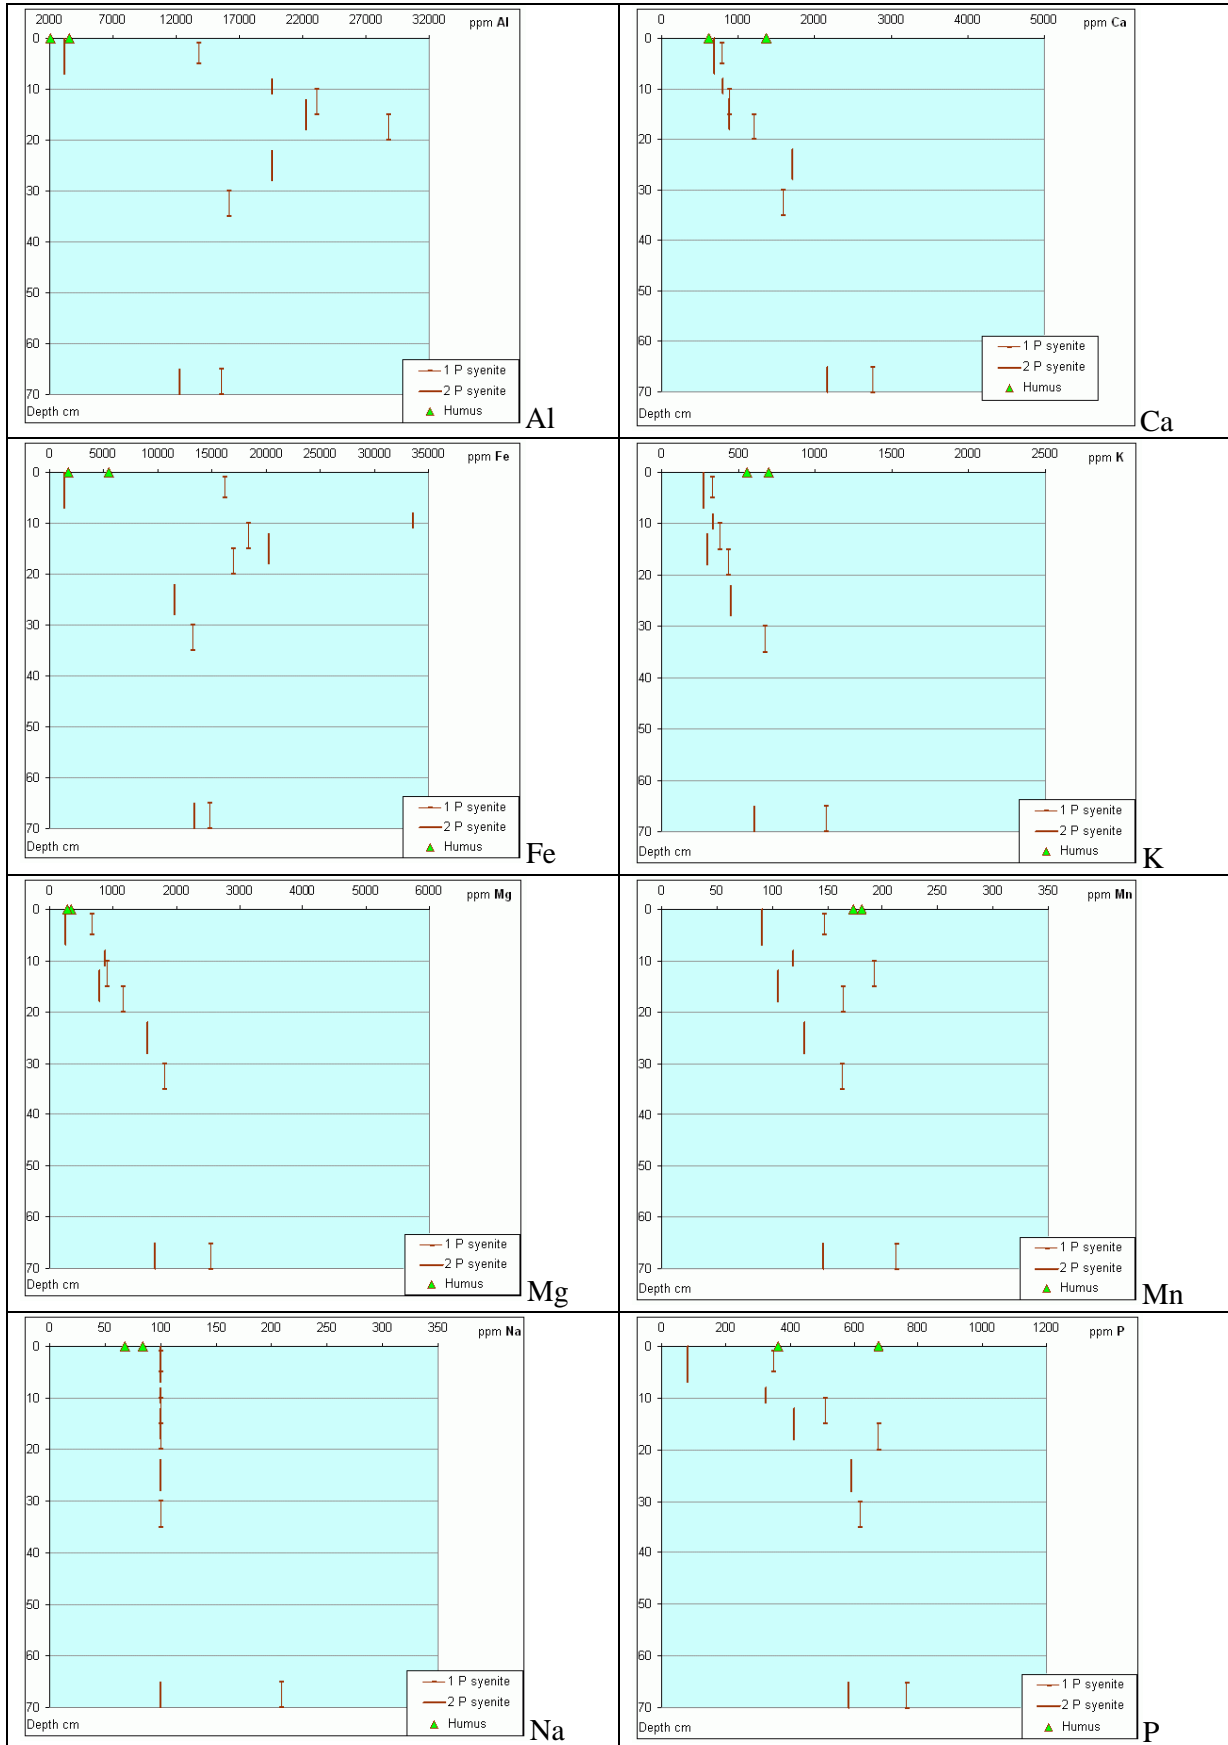 2000 7000 12000 17000 22000 27000 32000 ppm Al
0
10
20
30
40
50
60
70
1 P syenite
2 P syenite
Humus
Depth cm
Al
0 1000 2000 3000 4000 5000 ppm Ca
0
10
20
30
40
50
60
70
1 P syenite
2 P syenite
Humus
Depth cm
Ca
0 5000 10000 15000 20000 25000 30000 35000 ppm Fe
0
10
20
30
40
50
60
70
1 P syenite
2 P syenite
Humus
Depth cm
Fe
0 500 1000 1500 2000 2500 ppm K
0
10
20
30
40
50
60
70
1 P syenite
2 P syenite
Humus
Depth cm
K
0 1000 2000 3000 4000 5000 6000 ppm Mg
0
10
20
30
40
50
60
70
1 P syenite
2 P syenite
Humus
Depth cm
Mg
0 50 100 150 200 250 300 350 ppm Mn
0
10
20
30
40
50
60
70
1 P syenite
2 P syenite
Humus
Depth cm
Mn
0 50 100 150 200 250 300 350 ppm Na
0
10
20
30
40
50
60
70
1 P syenite
2 P syenite
Humus
Depth cm
Na
0 200 400 600 800 1000 1200 ppm P
0
10
20
30
40
50
60
70
1 P syenite
2 P syenite
Humus
Depth cm
P